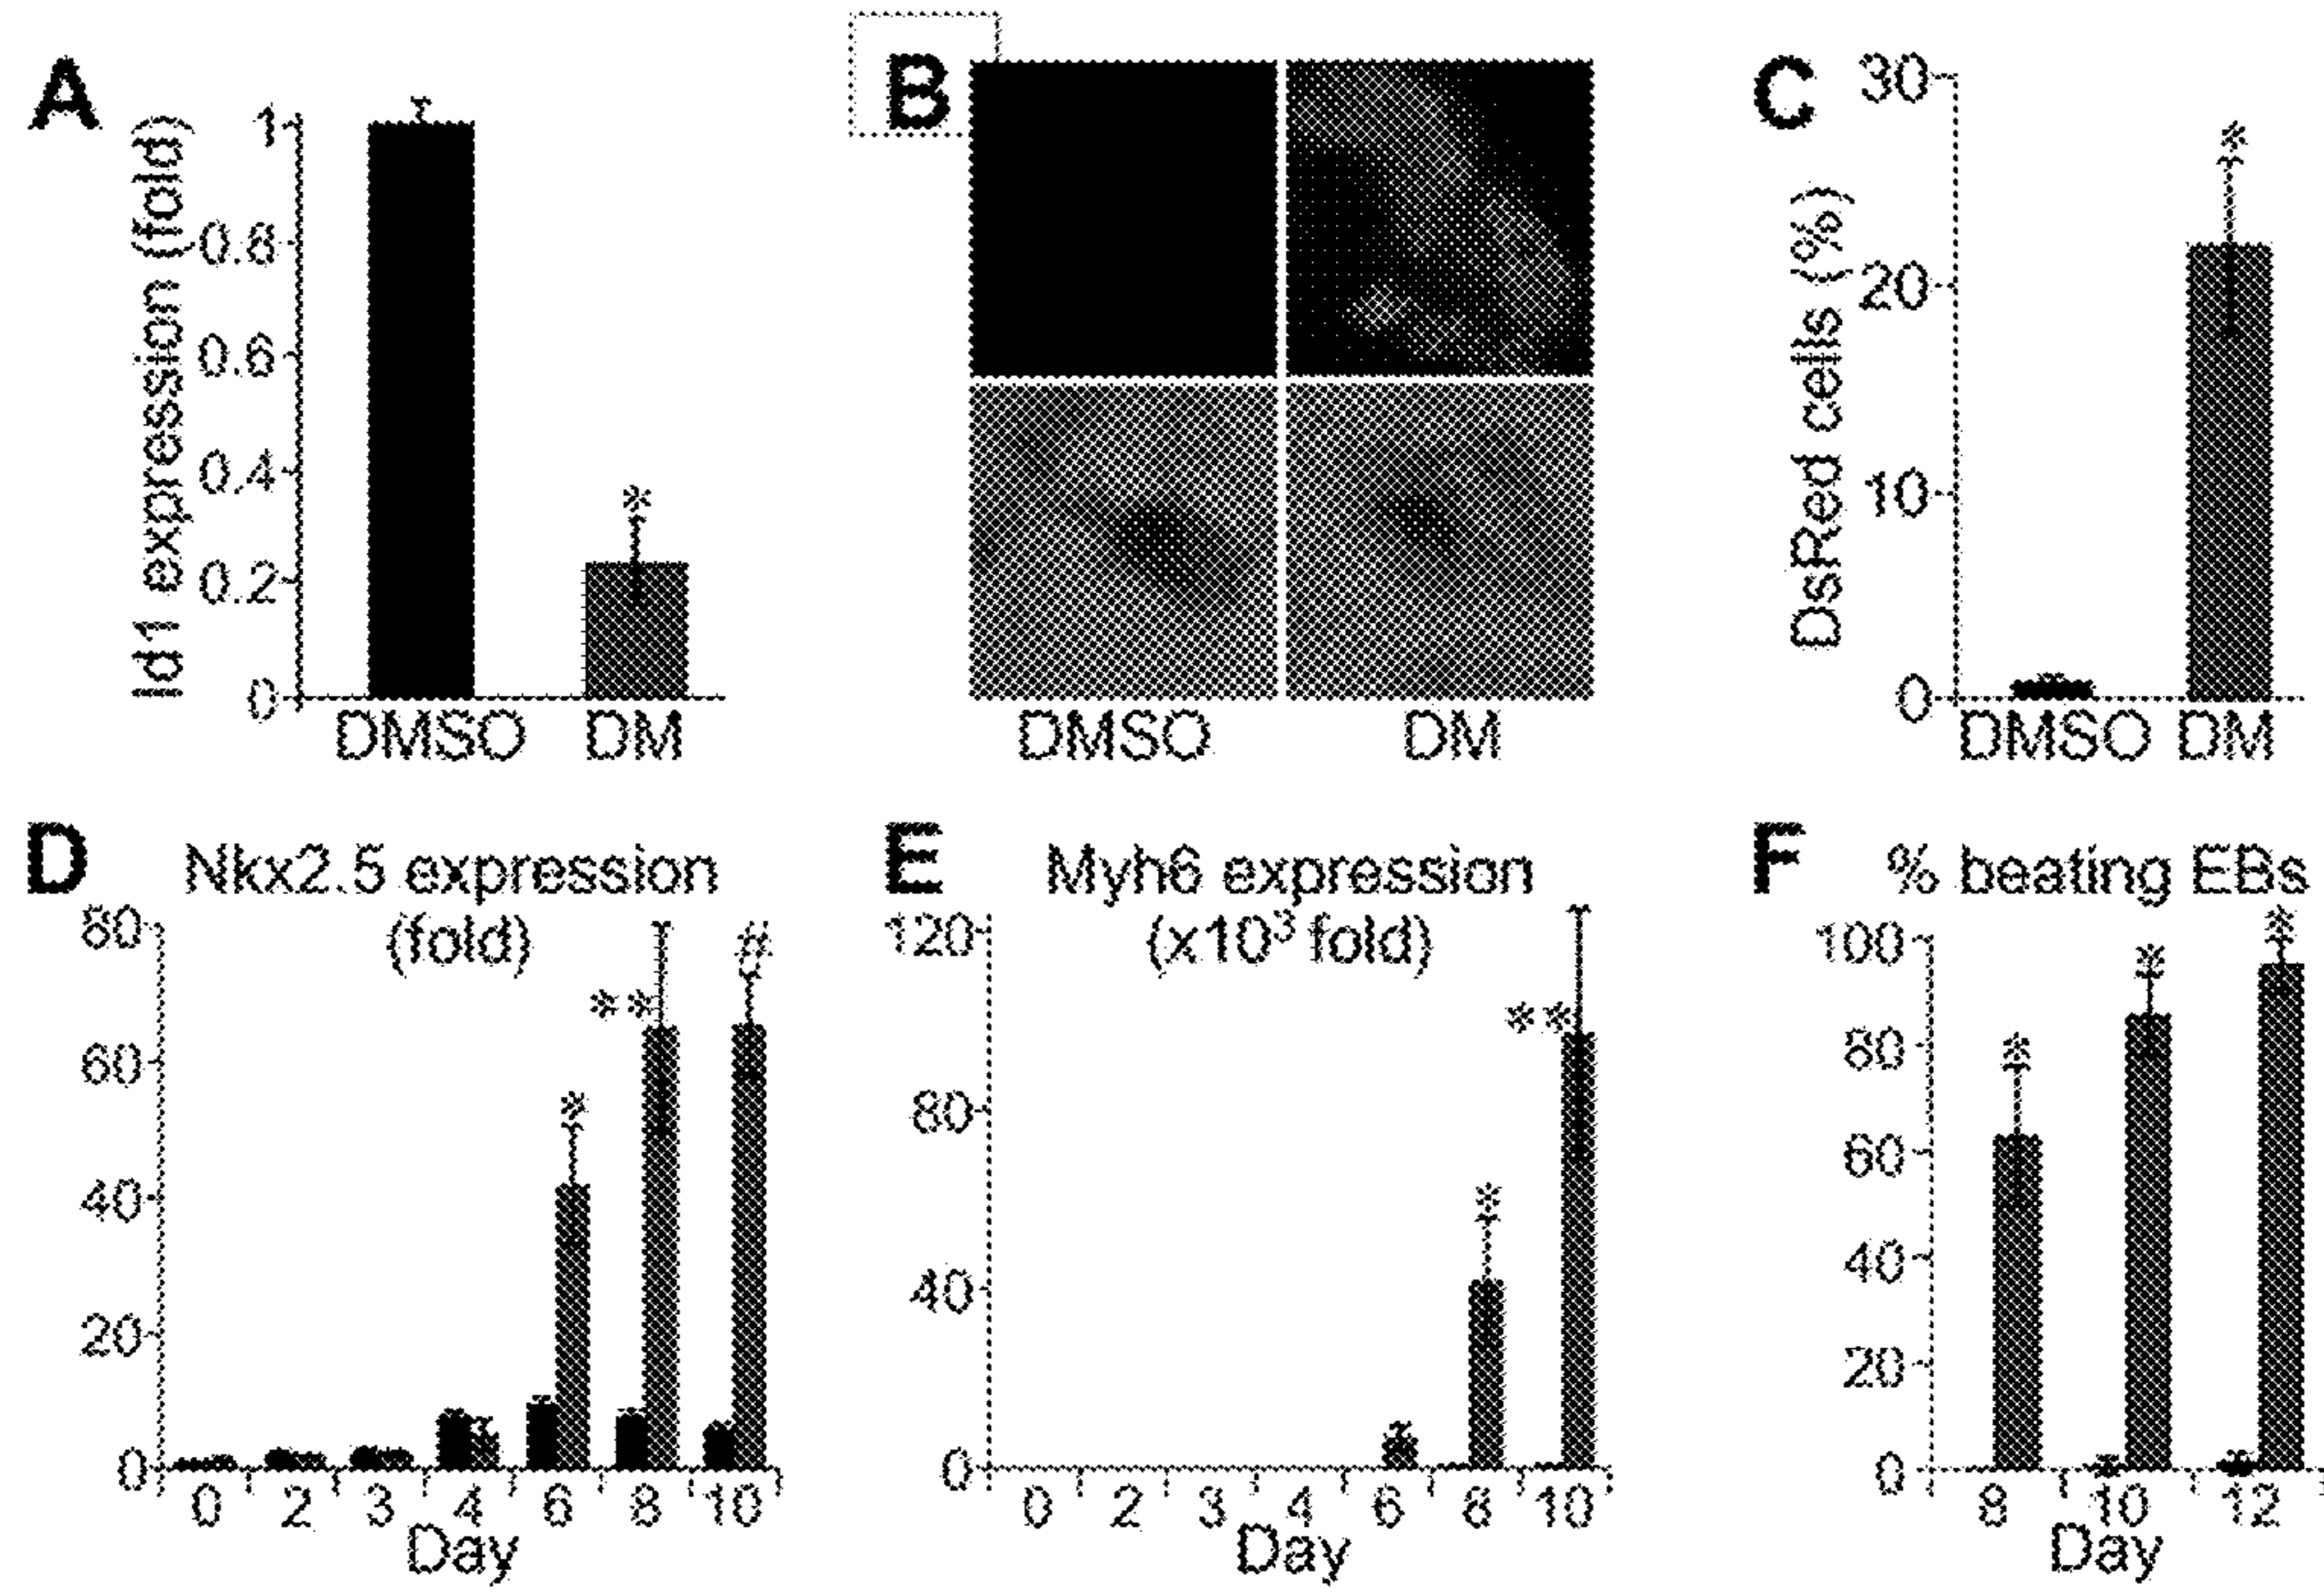 A
Id1 expression (fold)
1
0.8
0.6
0.4
0.2
0
*
DMSO
DM
B
DMSO
DM
C
DsRed cells (%)
30
20
10
0
*
DMSO
DM
D
Nkx2.5 expression
(fold)
80
60
40
20
0
*
**
#
0 2 3 4 6 8 10
Day
E
Myh6 expression
(x10³ fold)
120
80
40
0
*
**
0 2 3 4 6 8 10
Day
F
% beating EBs
100
80
60
40
20
0
*
*
*
8 10 12
Day